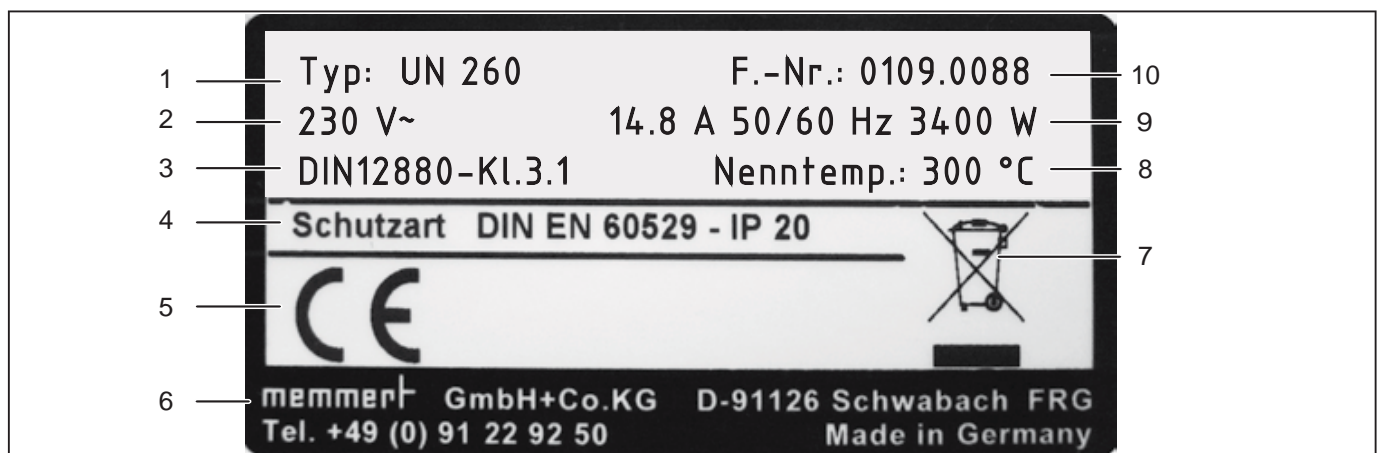 1 Typ: UN 260 F.-Nr.: 0109.0088 10
2 230 V~ 14.8 A 50/60 Hz 3400 W 9
3 DIN12880-Kl.3.1 Nenntemp.: 300 °C 8
4 Schutzart DIN EN 60529 - IP 20
7
5 CE
6 memmert GmbH+Co.KG D-91126 Schwabach FRG
Tel. +49 (0) 91 22 92 50 Made in Germany